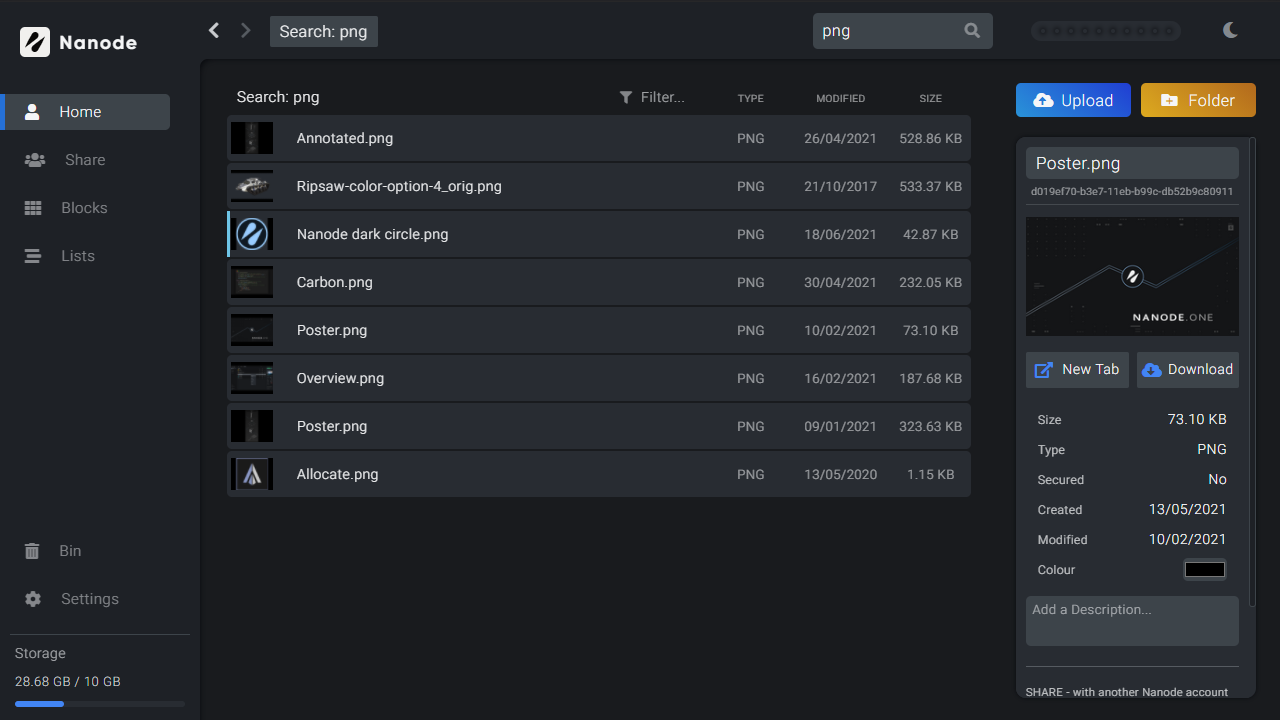 Nanode
Search: png
png
Home
Share
Blocks
Lists
Bin
Settings
Storage
28.68 GB / 10 GB
Search: png
Filter...
TYPE MODIFIED SIZE
Annotated.png PNG 26/04/2021 528.86 KB
Ripsaw-color-option-4_orig.png PNG 21/10/2017 533.37 KB
Nanode dark circle.png PNG 18/06/2021 42.87 KB
Carbon.png PNG 30/04/2021 232.05 KB
Poster.png PNG 10/02/2021 73.10 KB
Overview.png PNG 16/02/2021 187.68 KB
Poster.png PNG 09/01/2021 323.63 KB
Allocate.png PNG 13/05/2020 1.15 KB
Upload
Folder
Poster.png
d019ef70-b3e7-11eb-b99c-db52b9c80911
NANODE.ONE
New Tab
Download
Size 73.10 KB
Type PNG
Secured No
Created 13/05/2021
Modified 10/02/2021
Colour
Add a Description...
SHARE - with another Nanode account